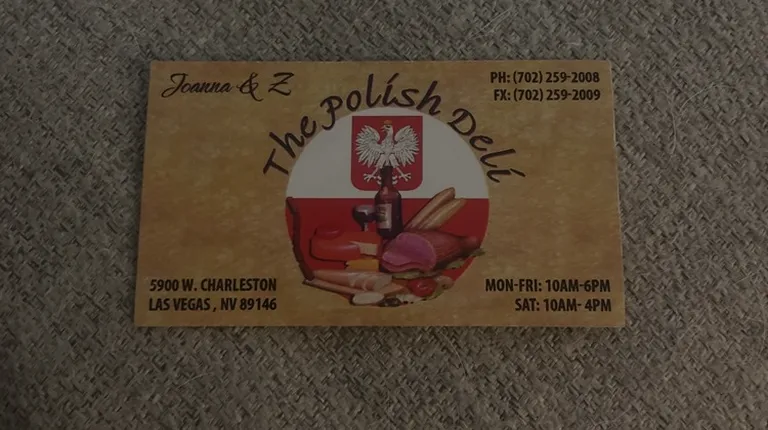 Joanna & Z
PH: (702) 259-2008
FX: (702) 259-2009
The Polish Deli
5900 W. CHARLESTON
LAS VEGAS , NV 89146
MON-FRI: 10AM-6PM
SAT: 10AM- 4PM